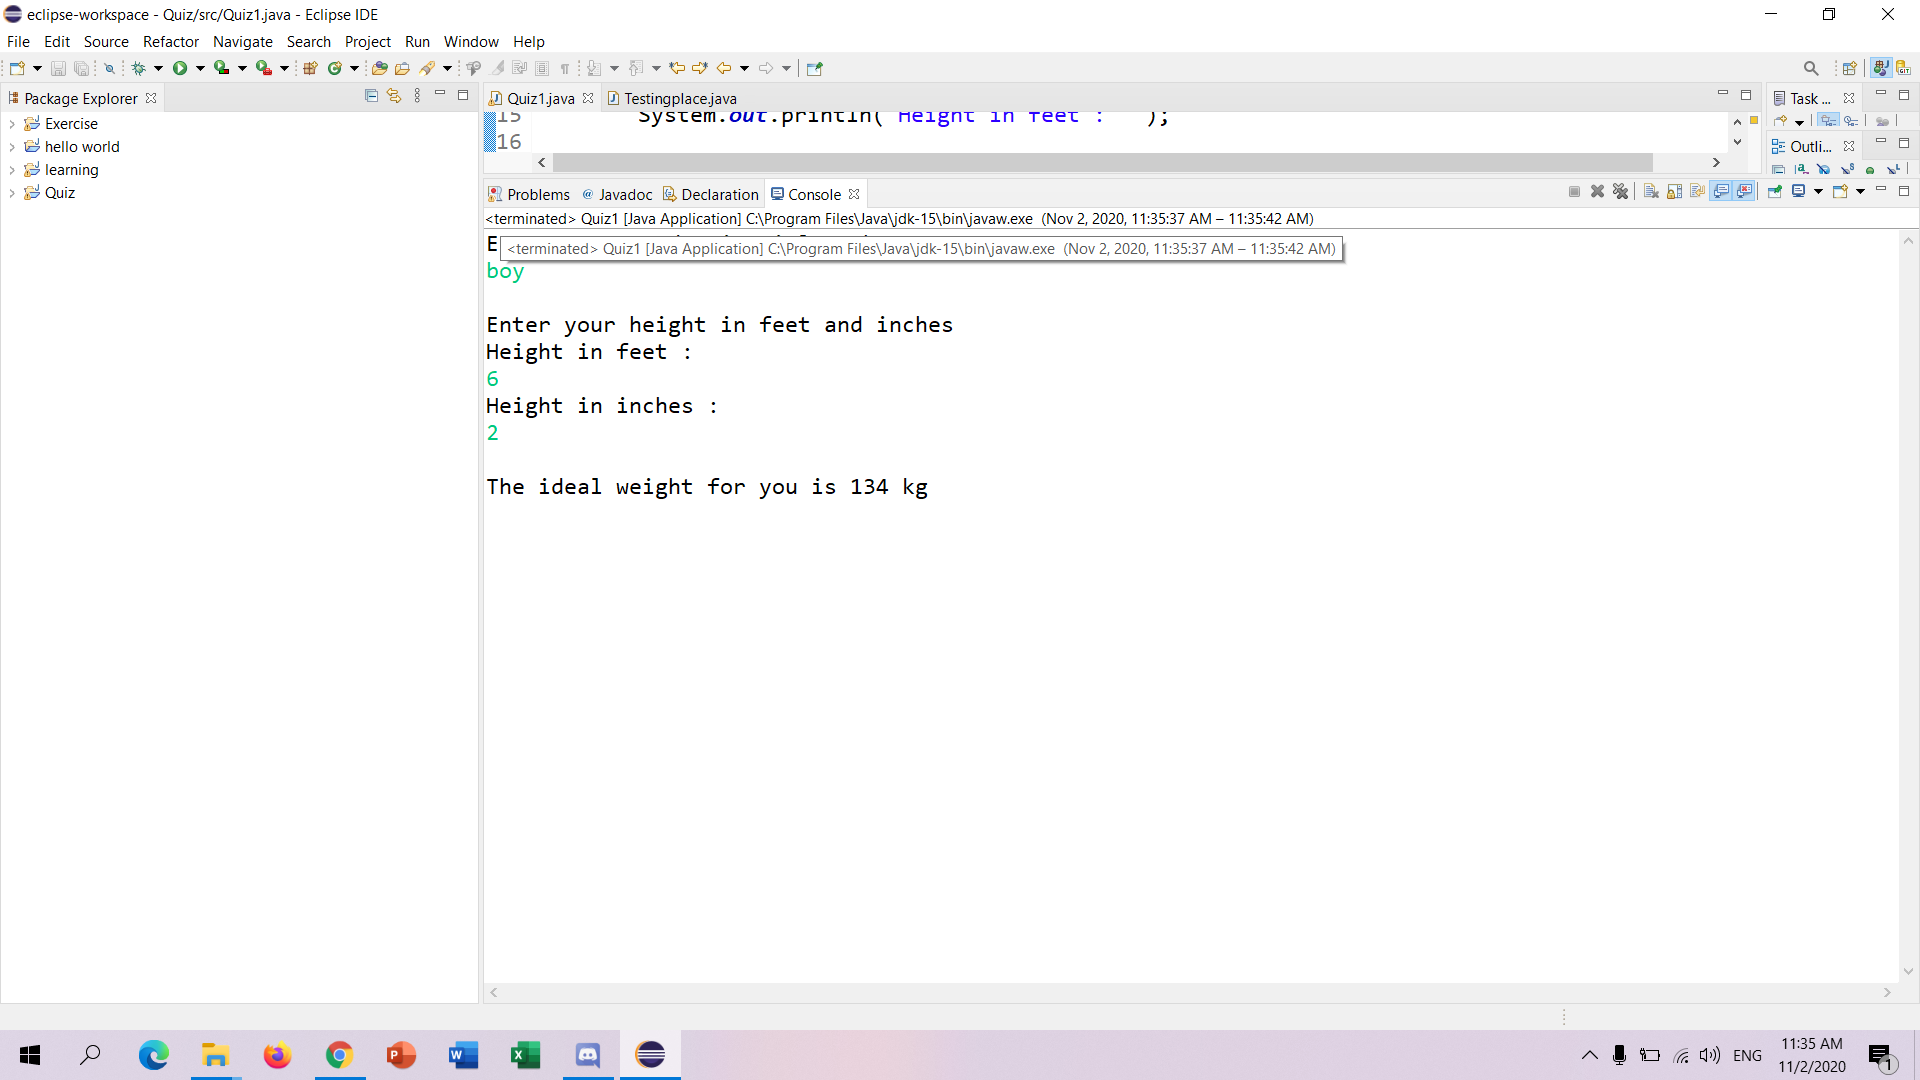 eclipse-workspace - Quiz/src/Quiz1.java - Eclipse IDE
File Edit Source Refactor Navigate Search Project Run Window Help
Package Explorer
Quiz1.java
Testingplace.java
Task ...
Exercise
hello world
learning
Quiz
15 System.out.println("Height in feet : " );
16
Outli...
Problems @ Javadoc Declaration Console
<terminated> Quiz1 [Java Application] C:\Program Files\Java\jdk-15\bin\javaw.exe (Nov 2, 2020, 11:35:37 AM – 11:35:42 AM)
E
<terminated> Quiz1 [Java Application] C:\Program Files\Java\jdk-15\bin\javaw.exe (Nov 2, 2020, 11:35:37 AM – 11:35:42 AM)
boy
Enter your height in feet and inches
Height in feet :
6
Height in inches :
2
The ideal weight for you is 134 kg
ENG
11:35 AM
11/2/2020
1